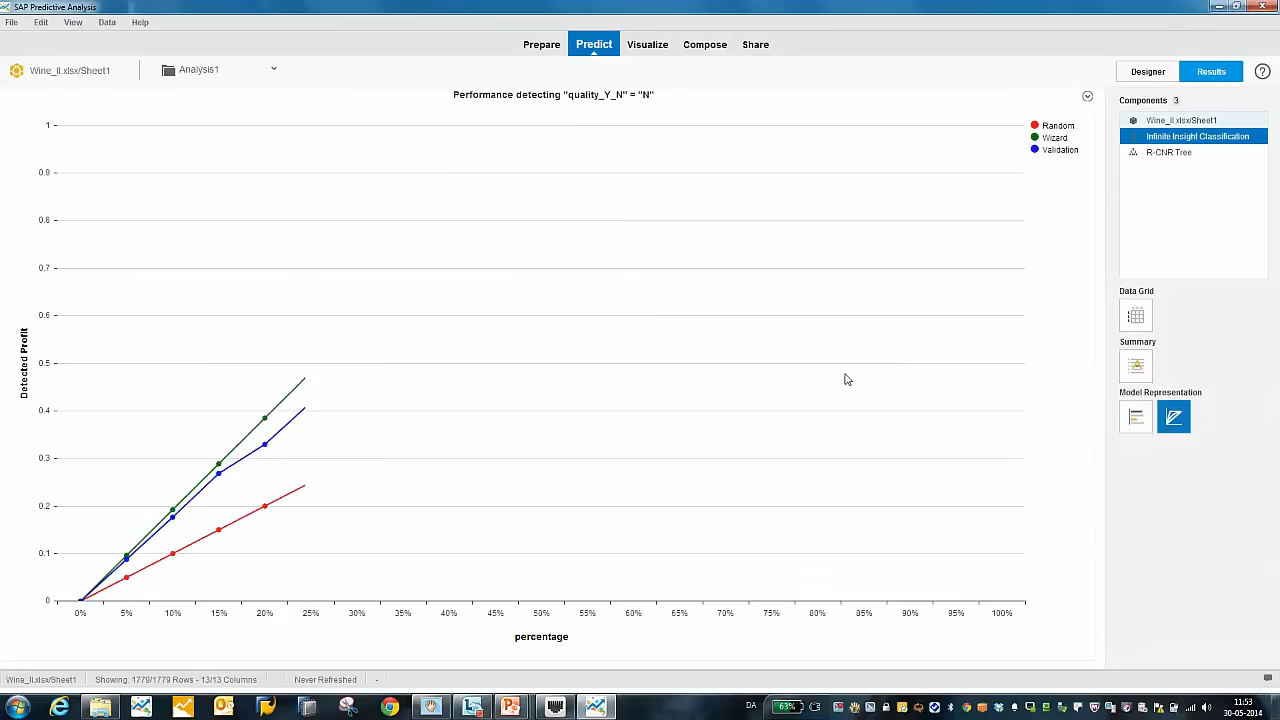 SAP Predictive Analysis
File Edit View Data Help
Prepare Predict Visualize Compose Share
Wine_II.xlsx/Sheet1 Analysis1 Designer Results ?
Performance detecting "quality_Y_N" = "N"
Random
Wizard
Validation
Components 3
Wine_II.xlsx/Sheet1
Infinite Insight Classification
R-CNR Tree
Data Grid
Summary
Model Representation
1
0.9
0.8
0.7
0.6
0.5
0.4
0.3
0.2
0.1
0
Detected Profit
0% 5% 10% 15% 20% 25% 30% 35% 40% 45% 50% 55% 60% 65% 70% 75% 80% 85% 90% 95% 100%
percentage
Wine_II.xlsx/Sheet1 Showing: 1779/1779 Rows - 13/13 Columns Never Refreshed -
DA 63% 11:53
30-05-2014